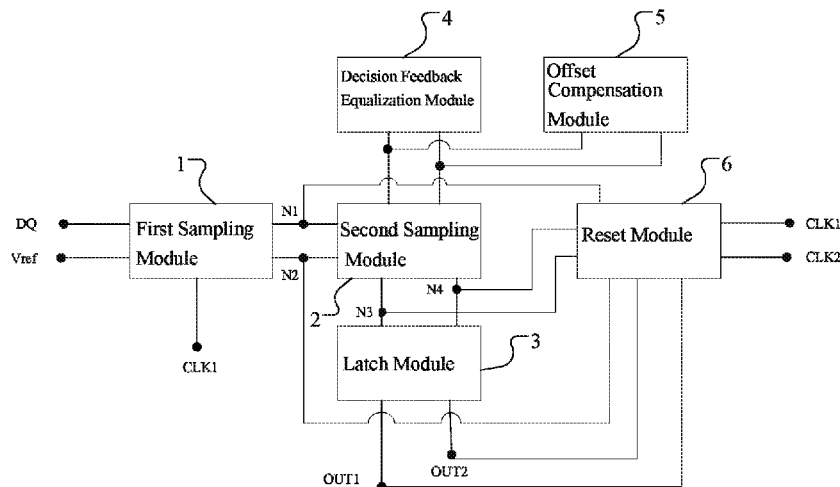 4
5
Decision Feedback
Equalization Module
Offset
Compensation
Module
1
6
DQ
Vref
First Sampling
Module
N1
N2
Second Sampling
Module
Reset Module
CLK1
CLK2
2
N3
N4
CLK1
Latch Module
3
OUT1
OUT2